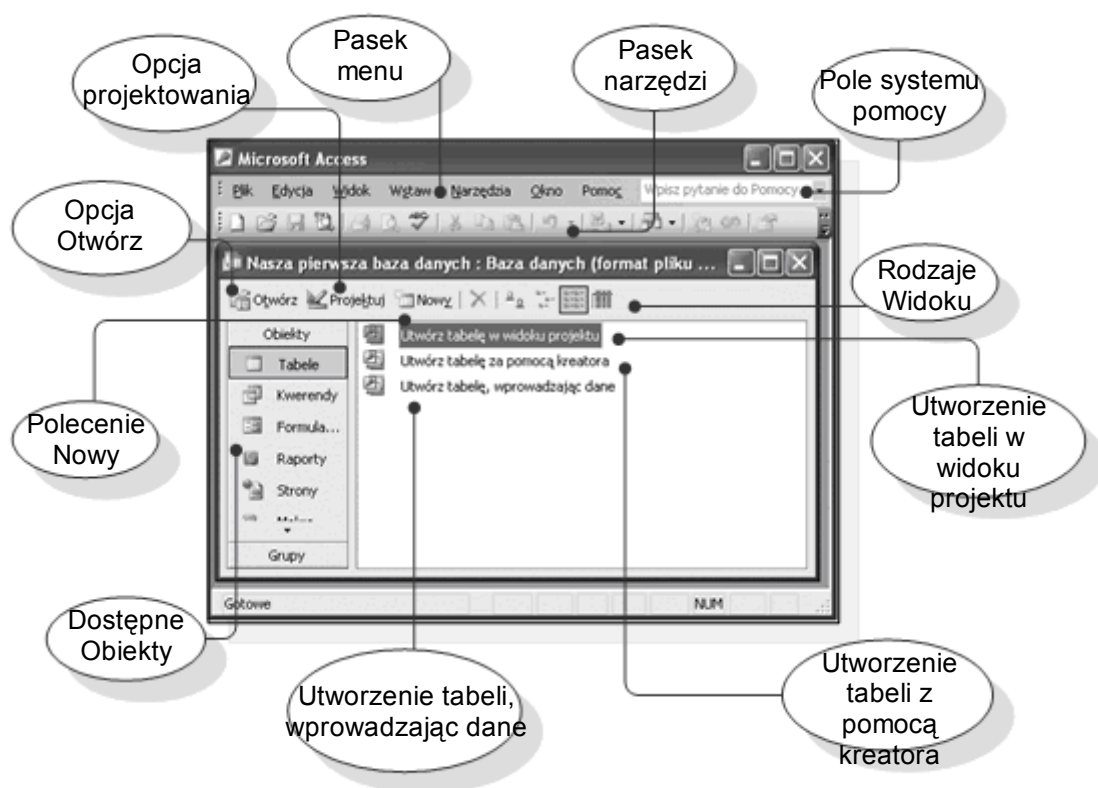 Opcja
projektowania
Pasek
menu
Pasek
narzędzi
Pole systemu
pomocy
Opcja
Otwórz
Microsoft Access
Plik Edycja Widok Wstaw Narzędzia Okno Pomoc Wpisz pytanie do Pomocy
Nasza pierwsza baza danych : Baza danych (format pliku ...
Otwórz Projektuj Nowy
Rodzaje
Widoku
Obiekty
Tabele
Kwerendy
Formula...
Raporty
Strony
Grupy
Utwórz tabelę w widoku projektu
Utwórz tabelę za pomocą kreatora
Utwórz tabelę, wprowadzając dane
Polecenie
Nowy
Utworzenie
tabeli w
widoku
projektu
Gotowe NUM
Dostępne
Obiekty
Utworzenie tabeli,
wprowadzając dane
Utworzenie
tabeli z
pomocą
kreatora